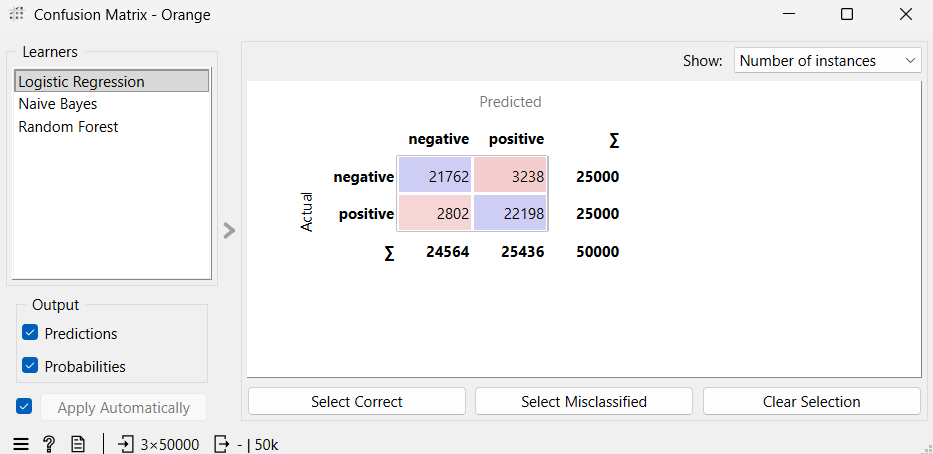 Confusion Matrix - Orange
Learners
Logistic Regression
Naive Bayes
Random Forest
Output
Predictions
Probabilities
Apply Automatically
Show: Number of instances
Predicted
negative positive ∑
Actual
negative 21762 3238 25000
positive 2802 22198 25000
∑ 24564 25436 50000
Select Correct Select Misclassified Clear Selection
? | 3×50000 - | 50k